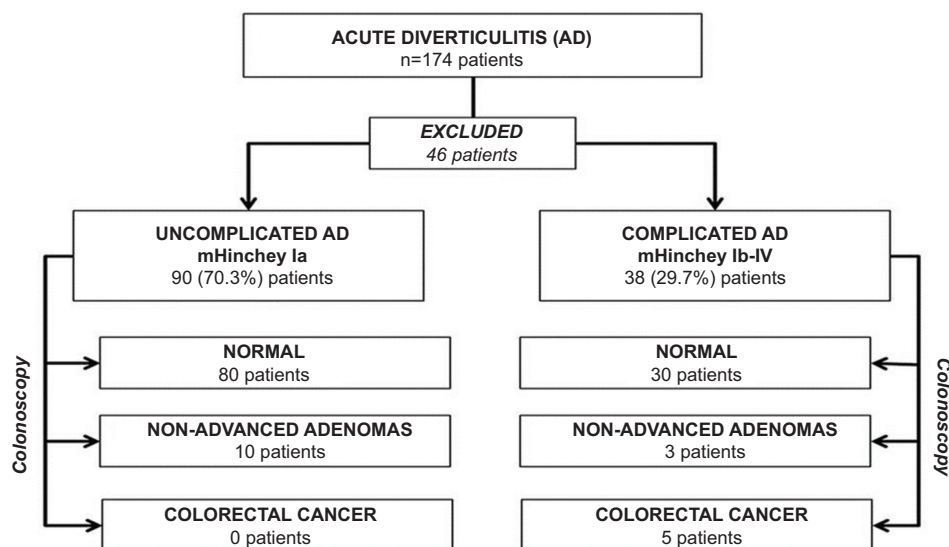 ACUTE DIVERTICULITIS (AD)
n=174 patients
EXCLUDED
46 patients
UNCOMPLICATED AD
mHinchey Ia
90 (70.3%) patients
COMPLICATED AD
mHinchey Ib-IV
38 (29.7%) patients
Colonoscopy
NORMAL
80 patients
NON-ADVANCED ADENOMAS
10 patients
COLORECTAL CANCER
0 patients
NORMAL
30 patients
NON-ADVANCED ADENOMAS
3 patients
COLORECTAL CANCER
5 patients
Colonoscopy